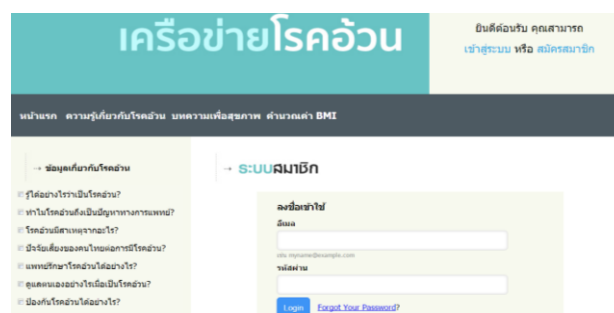 เครือข่ายโรคอ้วน
ยินดีต้อนรับ คุณสามารถ
เข้าสู่ระบบ หรือ สมัครสมาชิก
หน้าแรก ความรู้เกี่ยวกับโรคอ้วน บทความเพื่อสุขภาพ คำนวณค่า BMI
→ ข้อมูลเกี่ยวกับโรคอ้วน
รู้ได้อย่างไรว่าเป็นโรคอ้วน?
ทำไมโรคอ้วนถึงเป็นปัญหาทางการแพทย์?
โรคอ้วนมีสาเหตุจากอะไร?
ปัจจัยเสี่ยงของคนไทยต่อการมีโรคอ้วน?
แพทย์รักษาโรคอ้วนได้อย่างไร?
ดูแลตนเองอย่างไรเมื่อเป็นโรคอ้วน?
ป้องกันโรคอ้วนได้อย่างไร?
→ ระบบสมาชิก
ลงชื่อเข้าใช้
อีเมล
เช่น myname@example.com
รหัสผ่าน
Login Forgot Your Password?